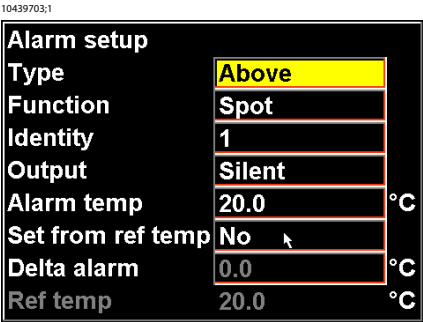 10439703;1
Alarm setup
Type Above
Function Spot
Identity 1
Output Silent
Alarm temp 20.0 °C
Set from ref temp No
Delta alarm 0.0 °C
Ref temp 20.0 °C